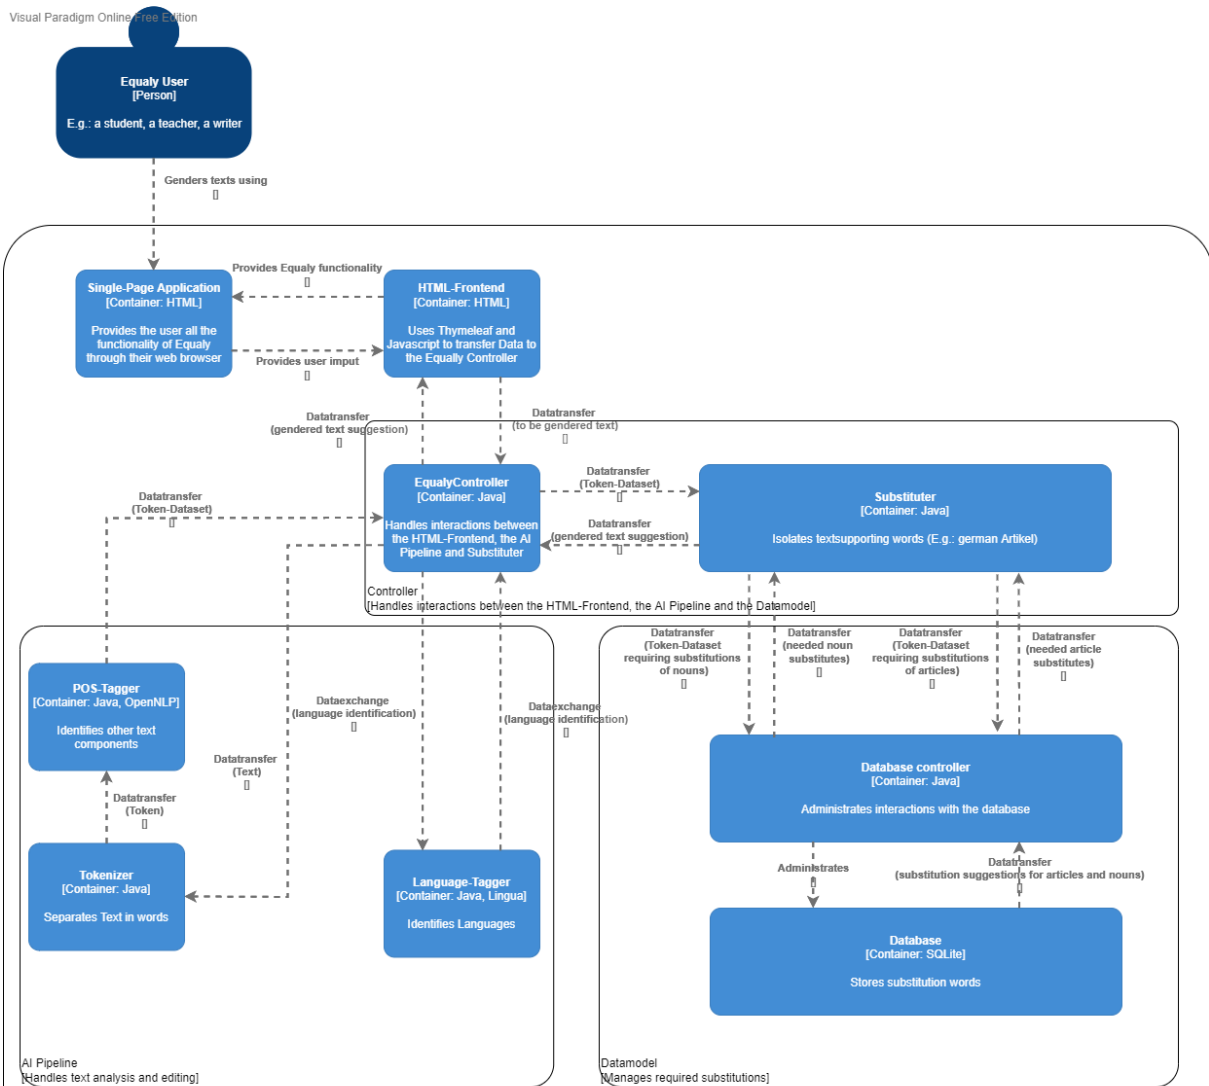 Visual Paradigm Online Free Edition
Equaly User
[Person]
E.g.: a student, a teacher, a writer
Genders texts using
[]
Single-Page Application
[Container: HTML]
Provides the user all the
functionality of Equaly
through their web browser
Provides Equaly functionality
[]
Provides user imput
[]
HTML-Frontend
[Container: HTML]
Uses Thymeleaf and
Javascript to transfer Data to
the Equally Controller
Datatransfer
(gendered text suggestion)
[]
Datatransfer
(to be gendered text)
[]
EqualyController
[Container: Java]
Handles interactions between
the HTML-Frontend, the AI
Pipeline and Substituter
Datatransfer
(Token-Dataset)
[]
Datatransfer
(gendered text suggestion)
[]
Substituter
[Container: Java]
Isolates textsupporting words (E.g.: german Artikel)
Datatransfer
(Token-Dataset)
[]
Controller
[Handles interactions between the HTML-Frontend, the AI Pipeline and the Datamodel]
Datatransfer
(Token-Dataset
requiring substitutions
of nouns)
[]
Datatransfer
(needed noun
substitutes)
[]
Datatransfer
(Token-Dataset
requiring substitutions
of articles)
[]
Datatransfer
(needed article
substitutes)
[]
POS-Tagger
[Container: Java, OpenNLP]
Identifies other text
components
Dataexchange
(language identification)
[]
Dataexchange
(language identification)
[]
Datatransfer
(Text)
[]
Datatransfer
(Token)
[]
Database controller
[Container: Java]
Administrates interactions with the database
Tokenizer
[Container: Java]
Separates Text in words
Language-Tagger
[Container: Java, Lingua]
Identifies Languages
Administrates
[]
Datatransfer
(substitution suggestions for articles and nouns)
[]
Database
[Container: SQLite]
Stores substitution words
AI Pipeline
[Handles text analysis and editing]
Datamodel
[Manages required substitutions]